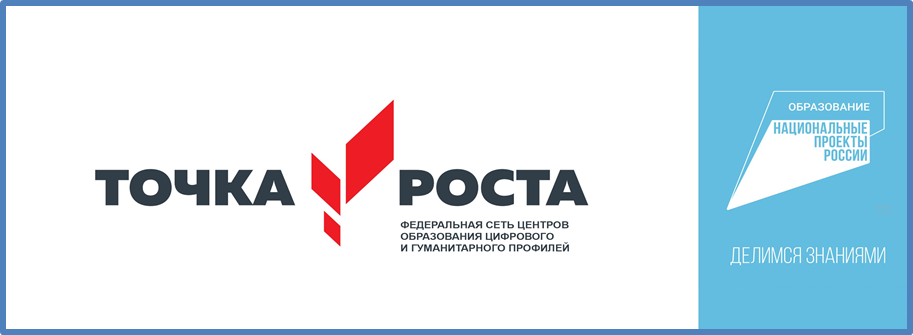 ТОЧКА РОСТА
ФЕДЕРАЛЬНАЯ СЕТЬ ЦЕНТРОВ
ОБРАЗОВАНИЯ ЦИФРОВОГО
И ГУМАНИТАРНОГО ПРОФИЛЕЙ
ОБРАЗОВАНИЕ
НАЦИОНАЛЬНЫЕ
ПРОЕКТЫ
РОССИИ
ДЕЛИМСЯ ЗНАНИЯМИ